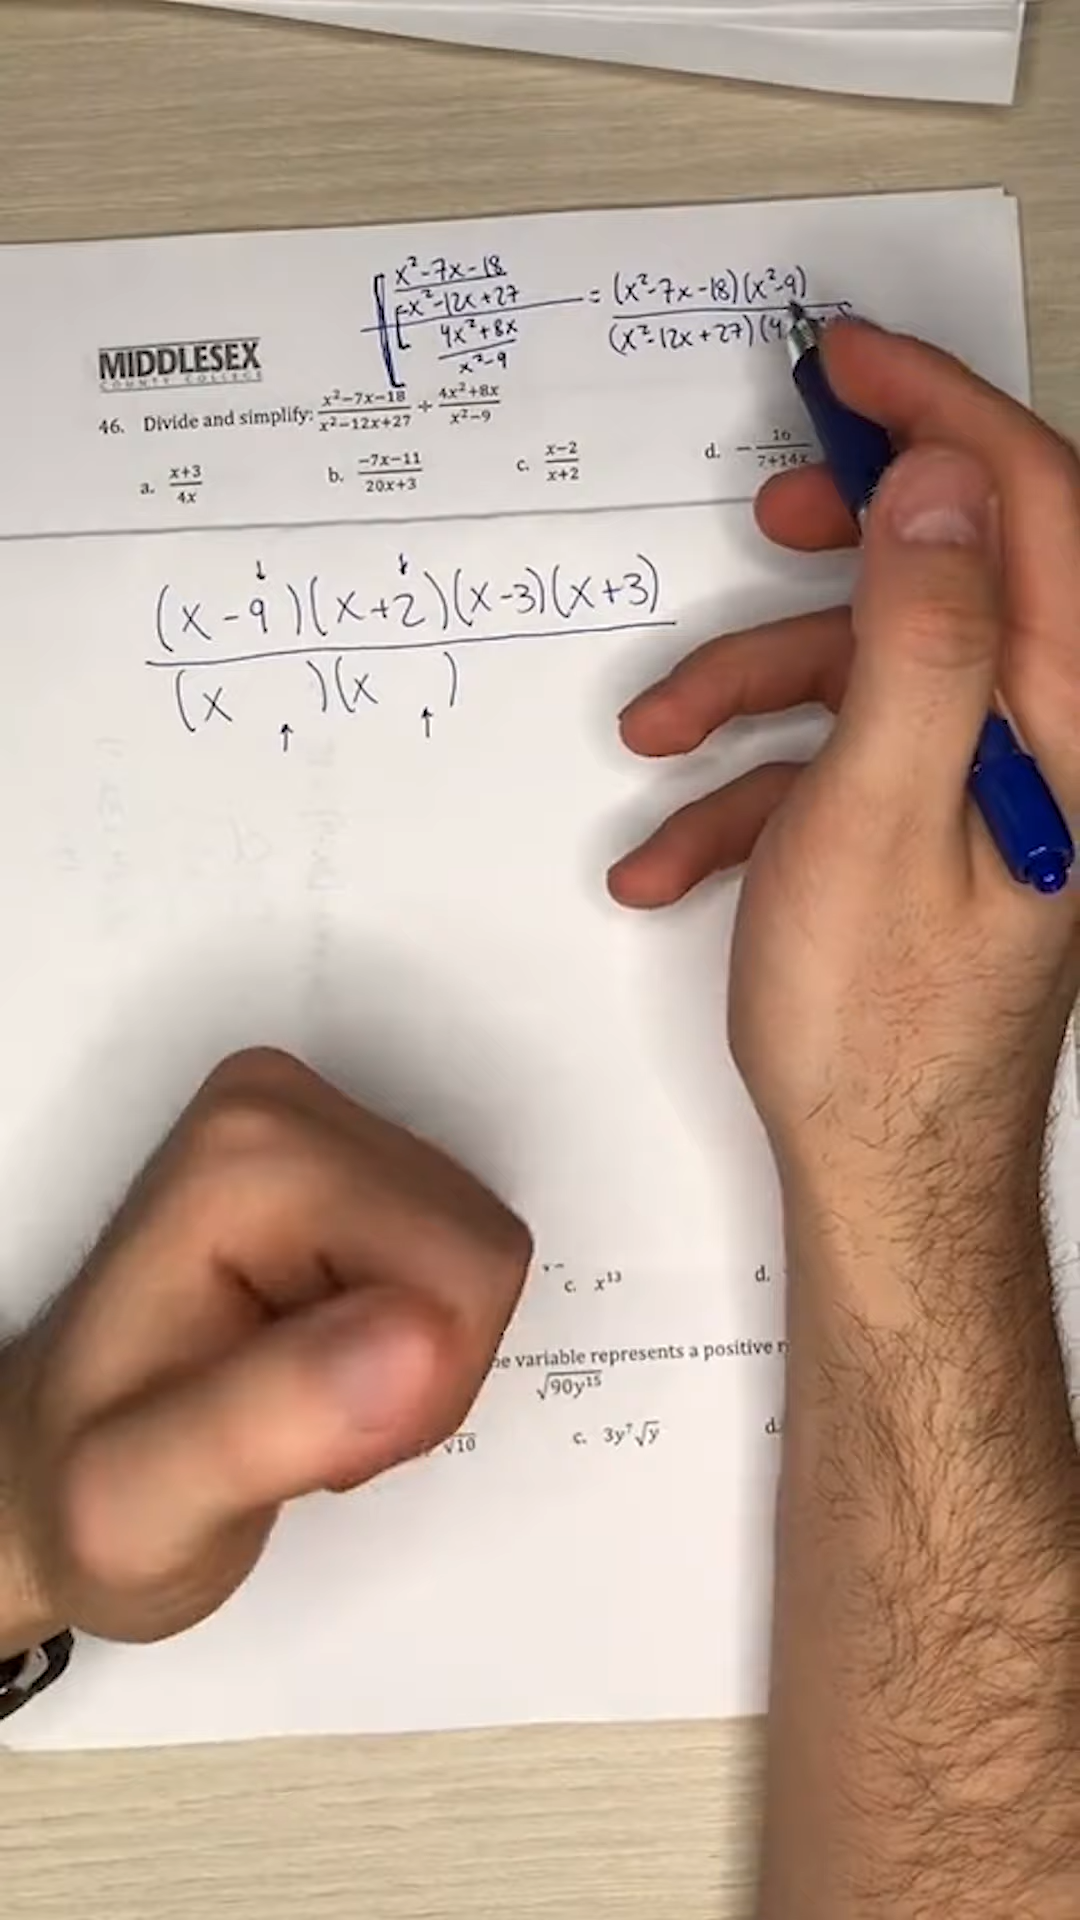 x²-7x-18
x²-12x+27
4x²+8x
x²-9
= (x²-7x-18)(x²-9)
(x²-12x+27)(4
MIDDLESEX
COUNTY COLLEGE
46. Divide and simplify: x²−7x−18 / x²−12x+27 ÷ 4x²+8x / x²−9
a. x+3 / 4x b. −7x−11 / 20x+3 c. x−2 / x+2 d. − 16 / 7+14x
(x-9)(x+2)(x-3)(x+3)
(x )(x )
c. x¹³ d.
variable represents a positive
√90y¹⁵
√10 c. 3y⁷√y d.